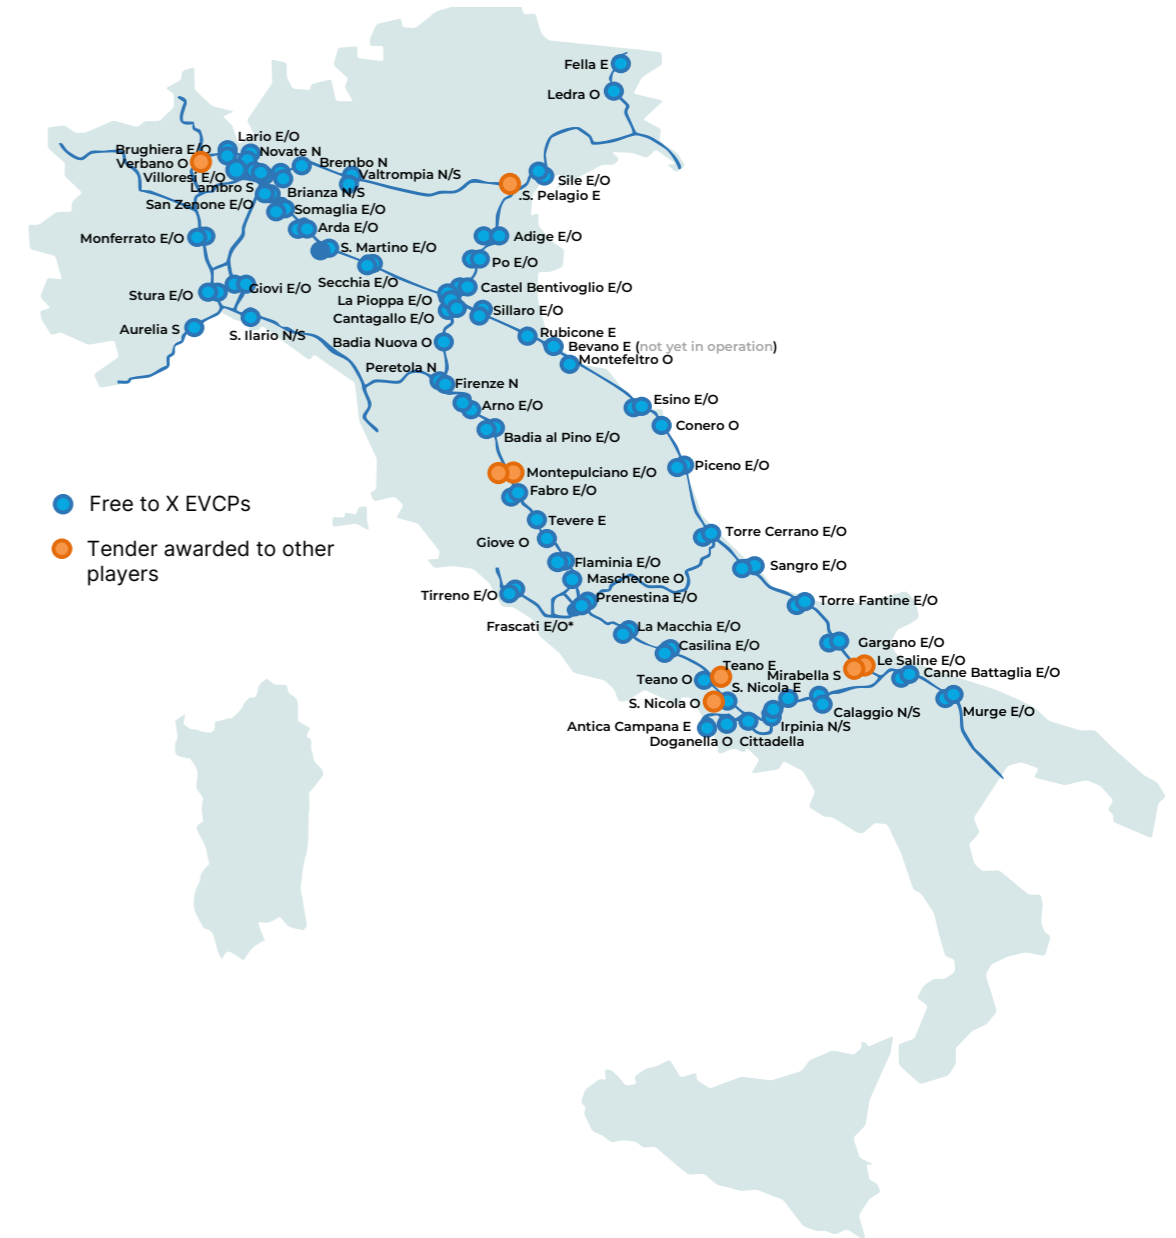 Fella E
Ledra O
Lario E/O
Brughiera E/O
Novate N
Verbano O
Brembo N
Villoresi E/O
Valtrompia N/S
Sile E/O
Lambro S
Brianza N/S
.S. Pelagio E
San Zenone E/O
Somaglia E/O
Arda E/O
Adige E/O
Monferrato E/O
S. Martino E/O
Po E/O
Secchia E/O
Giovi E/O
Castel Bentivoglio E/O
Stura E/O
La Pioppa E/O
Sillaro E/O
Cantagallo E/O
Aurelia S
S. Ilario N/S
Rubicone E
Badia Nuova O
Bevano E (not yet in operation)
Montefeltro O
Peretola N
Firenze N
Esino E/O
Arno E/O
Conero O
Badia al Pino E/O
Piceno E/O
Montepulciano E/O
Fabro E/O
Free to X EVCPs
Tevere E
Torre Cerrano E/O
Giove O
Tender awarded to other
players
Flaminia E/O
Sangro E/O
Mascherone O
Tirreno E/O
Prenestina E/O
Torre Fantine E/O
Frascati E/O*
La Macchia E/O
Casilina E/O
Gargano E/O
Le Saline E/O
Teano E
Mirabella S
Canne Battaglia E/O
Teano O
S. Nicola E
S. Nicola O
Calaggio N/S
Murge E/O
Antica Campana E
Irpinia N/S
Doganella O
Cittadella